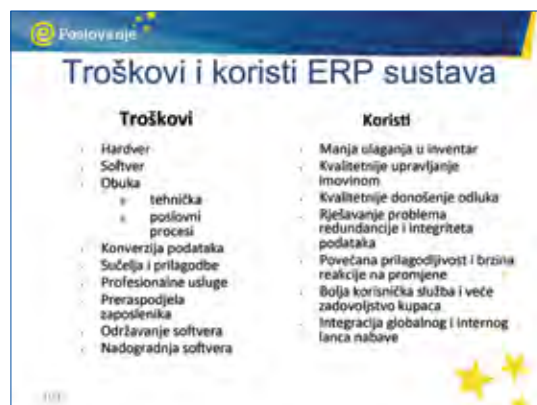 e Poslovanje
Troškovi i koristi ERP sustava
Troškovi
Hardver
Softver
Obuka
tehnička
poslovni
procesi
Konverzija podataka
Sučelja i prilagodbe
Profesionalne usluge
Preraspodjela
zaposlenika
Održavanje softvera
Nadogradnja softvera
Koristi
Manja ulaganja u inventar
Kvalitetnije upravljanje
imovinom
Kvalitetnije donošenje odluka
Rješavanje problema
redundancije i integriteta
podataka
Povećana prilagodljivost i brzina
reakcije na promjene
Bolja korisnička služba i veće
zadovoljstvo kupaca
Integracija globalnog i internog
lanca nabave